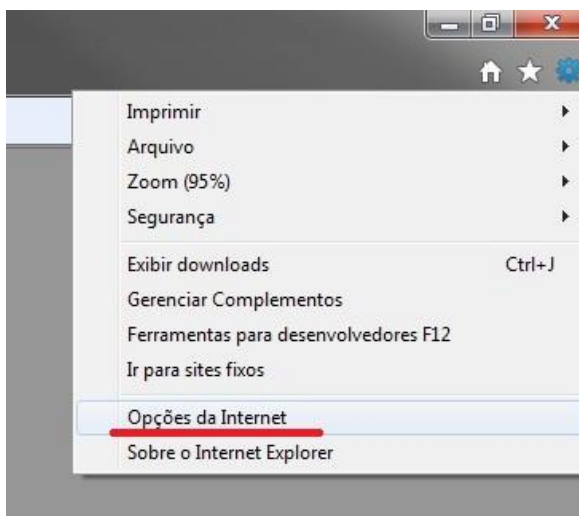 Imprimir
Arquivo
Zoom (95%)
Segurança
Exibir downloads Ctrl+J
Gerenciar Complementos
Ferramentas para desenvolvedores F12
Ir para sites fixos
Opções da Internet
Sobre o Internet Explorer